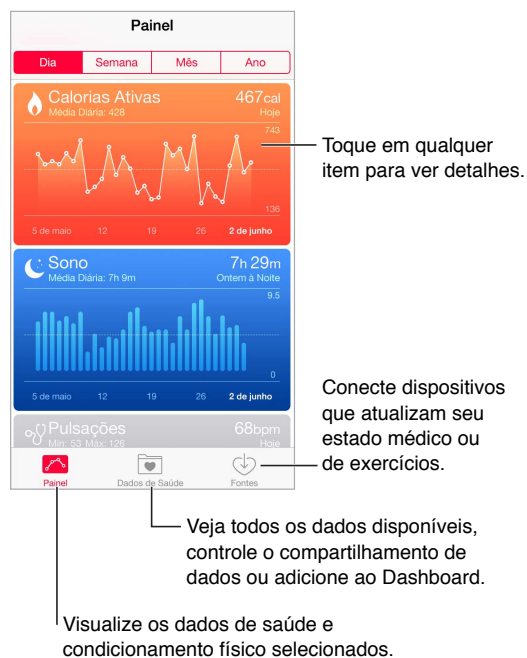 Painel
Dia Semana Mês Ano
Calorias Ativas 467cal
Média Diária: 428 Hoje
743
136
5 de maio 12 19 26 2 de junho
Toque em qualquer
item para ver detalhes.
Sono 7h 29m
Média Diária: 7h 9m Ontem à Noite
9.5
0
5 de maio 12 19 26 2 de junho
Pulsações 68bpm
Min: 53 Máx: 126 Hoje
Conecte dispositivos
que atualizam seu
estado médico ou
de exercícios.
Painel Dados de Saúde Fontes
Veja todos os dados disponíveis,
controle o compartilhamento de
dados ou adicione ao Dashboard.
Visualize os dados de saúde e
condicionamento físico selecionados.